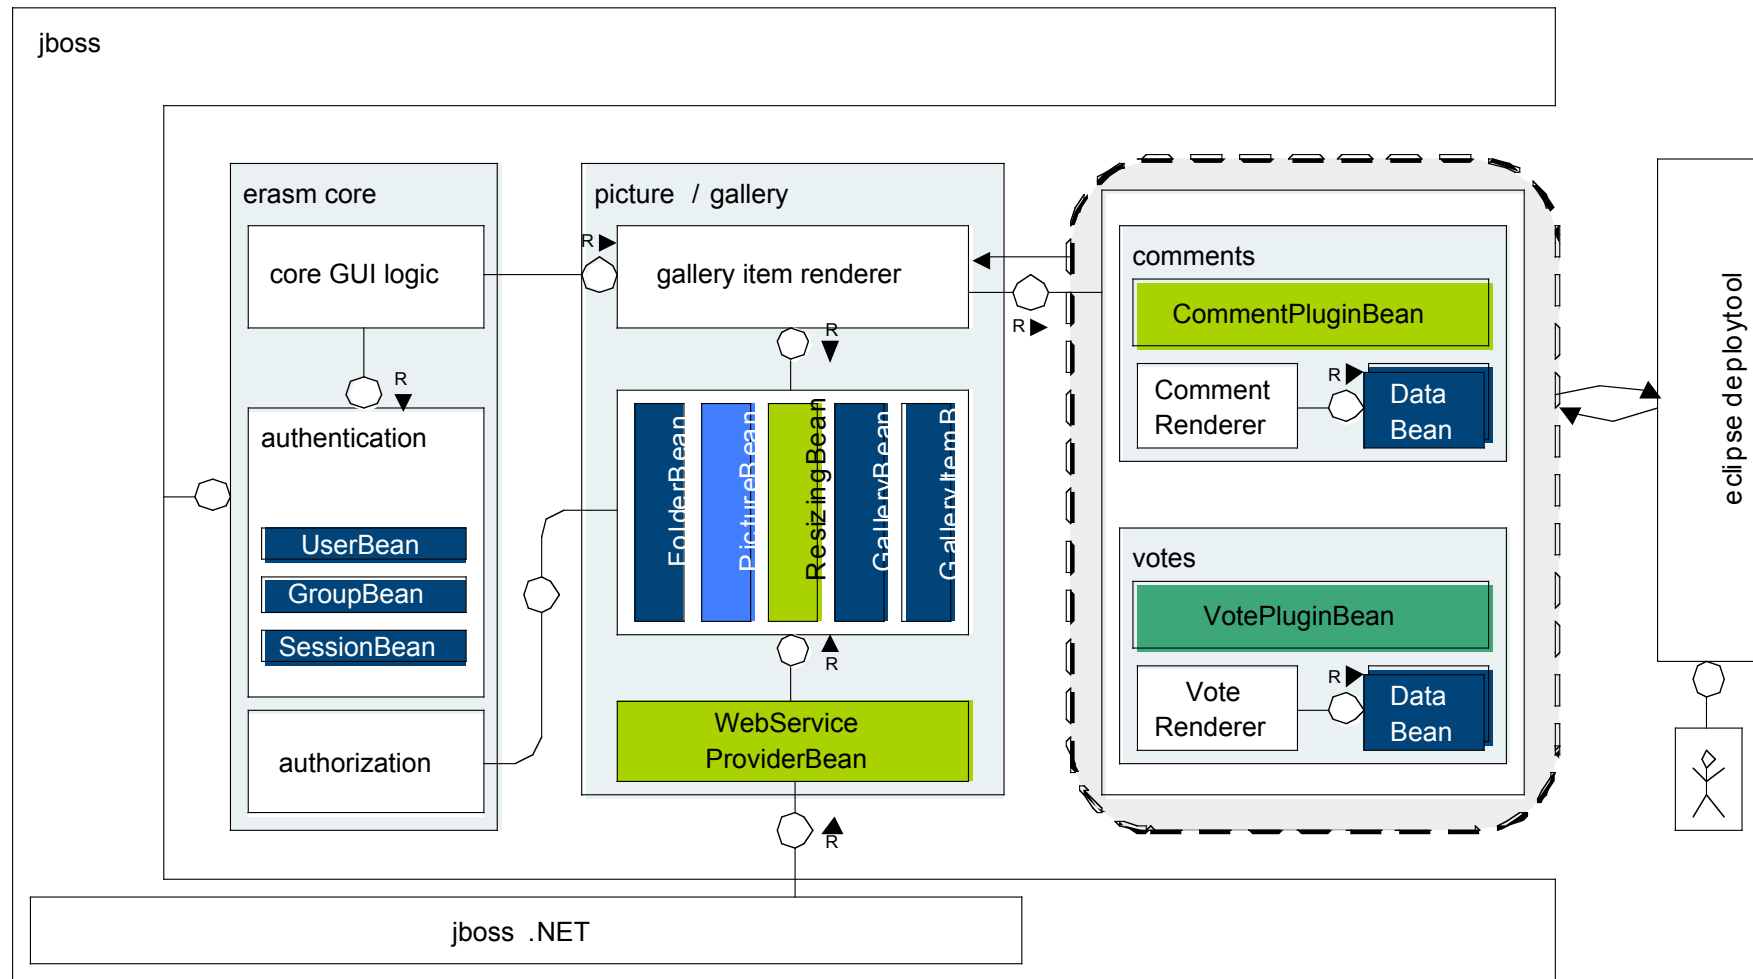 jboss
erasm core
core GUI logic
R
authentication
UserBean
GroupBean
SessionBean
authorization
picture / gallery
R
gallery item renderer
R
FolderBean
PictureBean
ResizingBean
GalleryBean
GalleryItem B
R
WebService
ProviderBean
R
jboss .NET
R
comments
CommentPluginBean
Comment
Renderer
R
Data
Bean
votes
VotePluginBean
Vote
Renderer
R
Data
Bean
eclipse deploytool